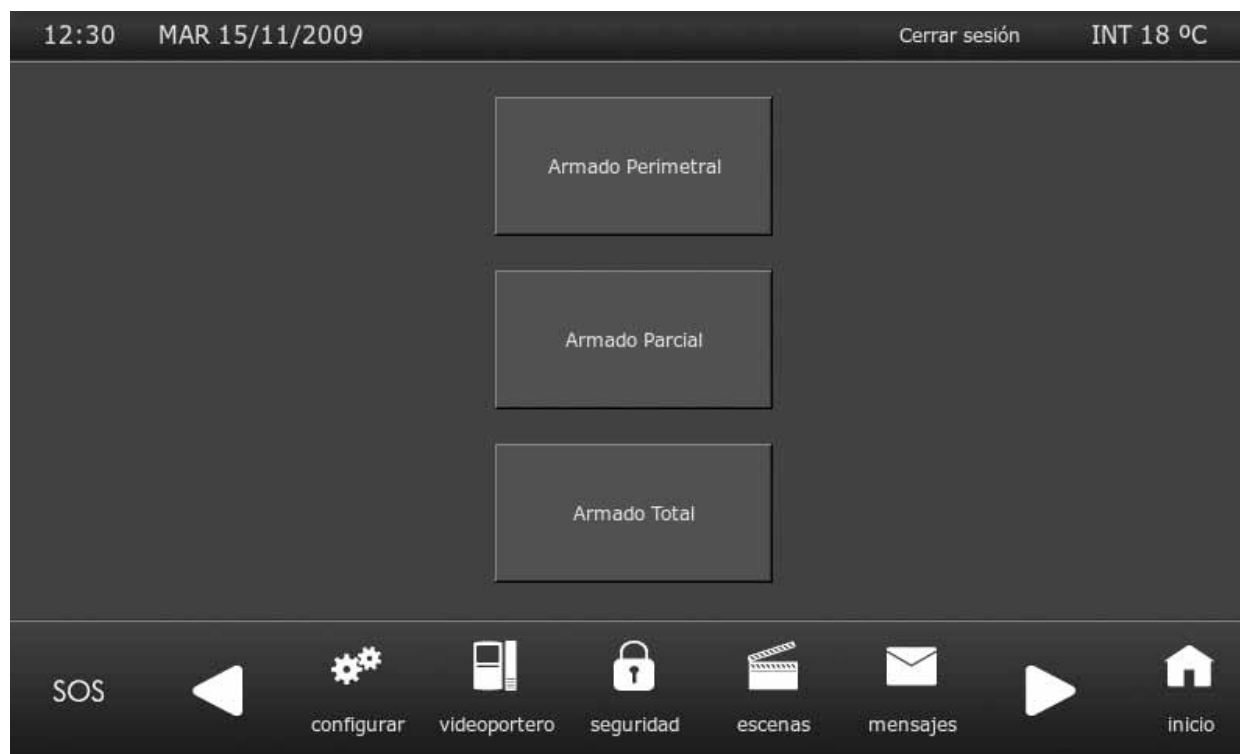 12:30 MAR 15/11/2009 Cerrar sesión INT 18 ºC
Armado Perimetral
Armado Parcial
Armado Total
SOS
configurar videoportero seguridad escenas mensajes inicio